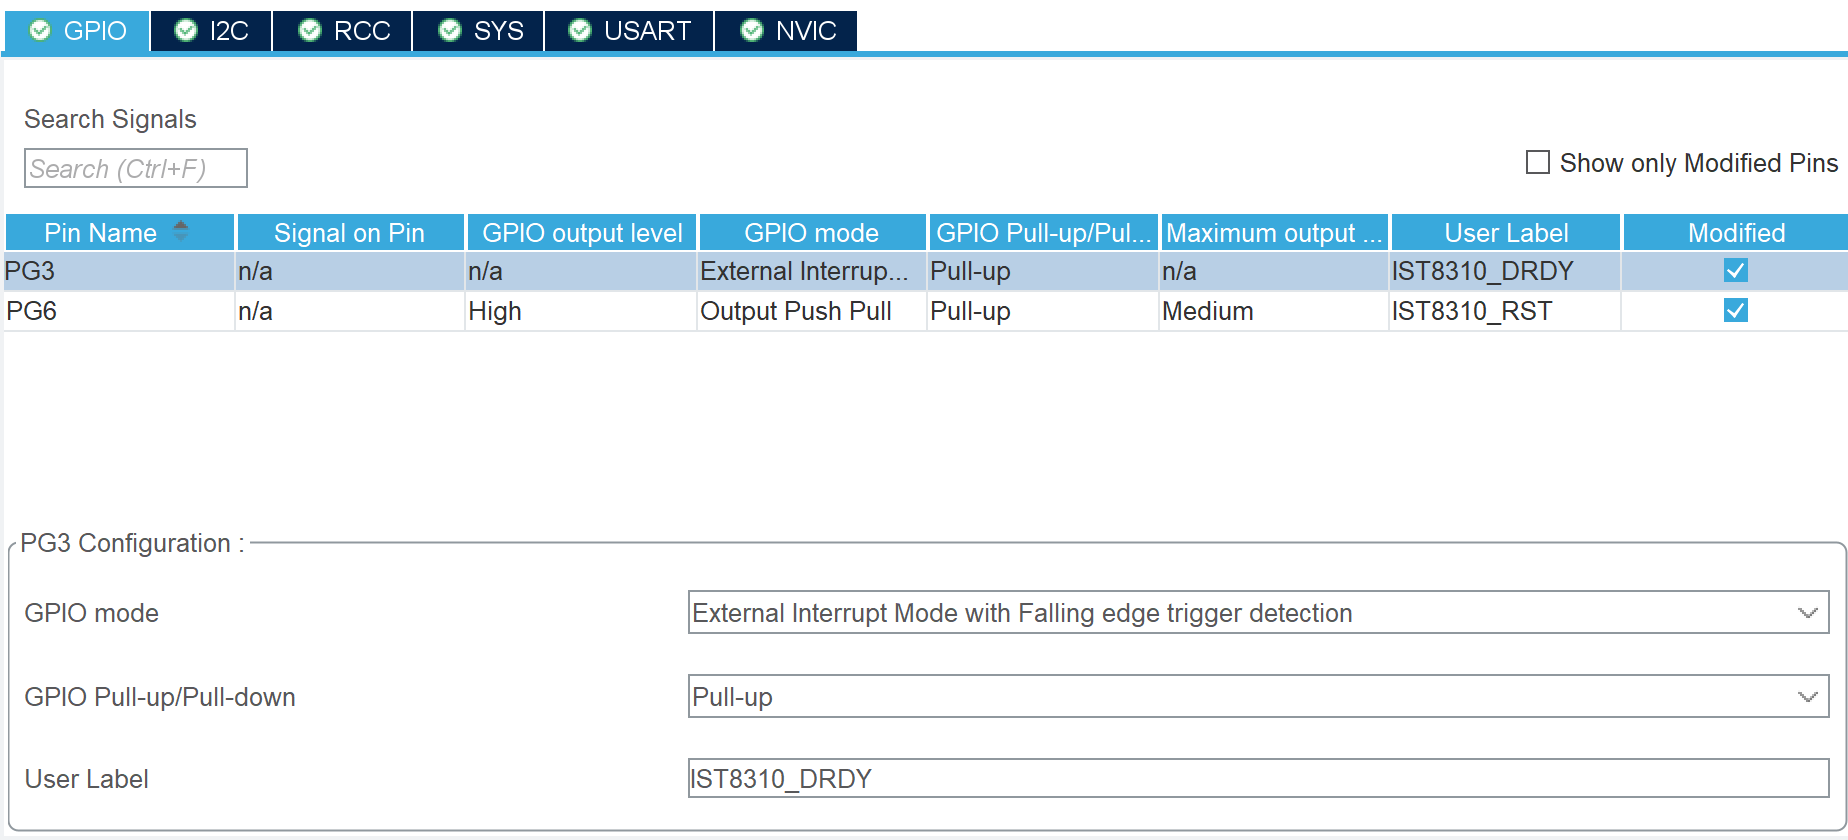 GPIO I2C RCC SYS USART NVIC
Search Signals
Search (Ctrl+F)
Show only Modified Pins
Pin Name Signal on Pin GPIO output level GPIO mode GPIO Pull-up/Pul... Maximum output ... User Label Modified
PG3 n/a n/a External Interrup... Pull-up n/a IST8310_DRDY
PG6 n/a High Output Push Pull Pull-up Medium IST8310_RST
PG3 Configuration :
GPIO mode External Interrupt Mode with Falling edge trigger detection
GPIO Pull-up/Pull-down Pull-up
User Label IST8310_DRDY